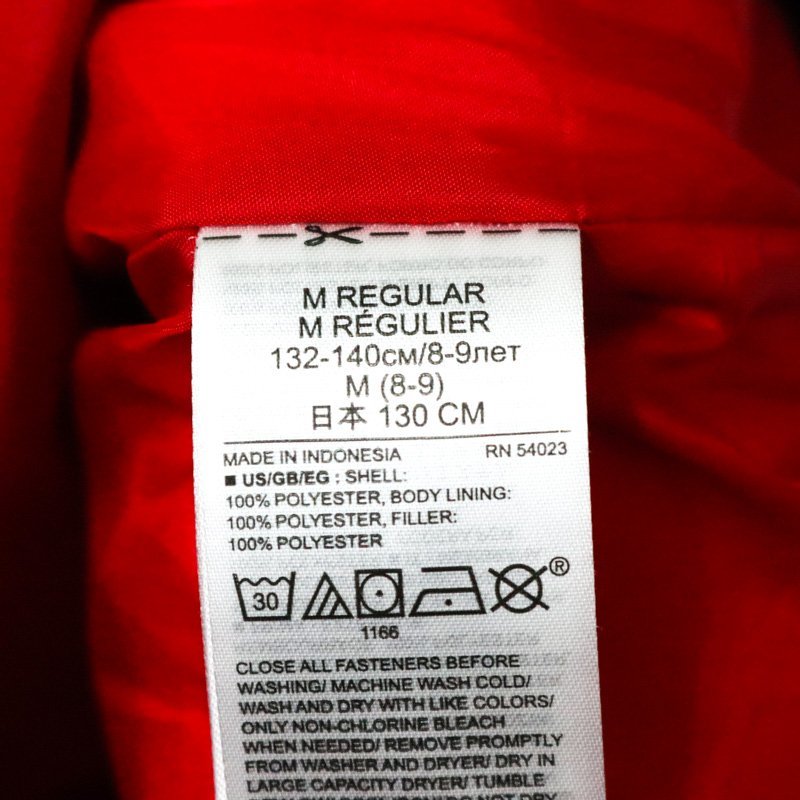 M REGULAR
M RÉGULIER
132-140см/8-9лет
M (8-9)
日本 130 CM
MADE IN INDONESIA RN 54023
■ US/GB/EG : SHELL:
100% POLYESTER, BODY LINING:
100% POLYESTER, FILLER:
100% POLYESTER
30 ®
1166
CLOSE ALL FASTENERS BEFORE
WASHING/ MACHINE WASH COLD/
WASH AND DRY WITH LIKE COLORS/
ONLY NON-CHLORINE BLEACH
WHEN NEEDED/ REMOVE PROMPTLY
FROM WASHER AND DRYER/ DRY IN
LARGE CAPACITY DRYER/ TUMBLE
NOT DRY